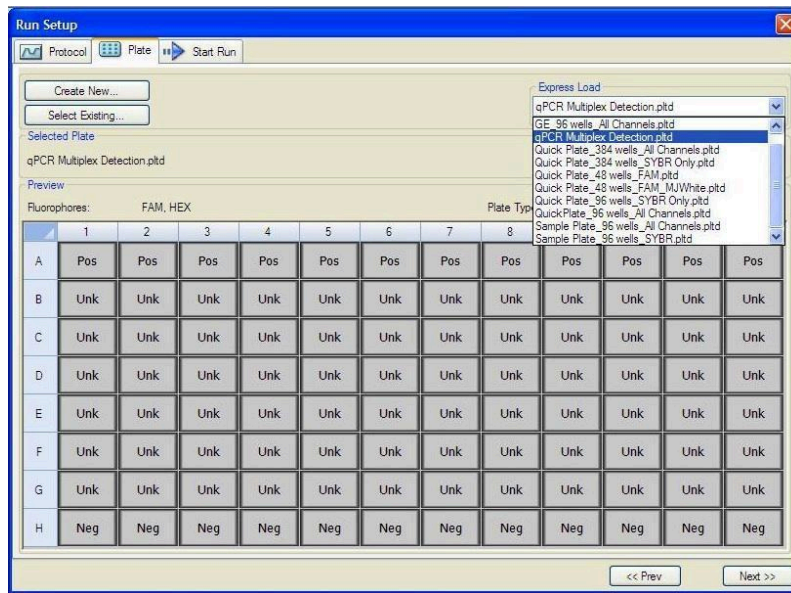 Run Setup
Protocol Plate Start Run
Create New...
Select Existing...
Express Load
qPCR Multiplex Detection.pltd
GE_96 wells_All Channels.pltd
qPCR Multiplex Detection.pltd
Quick Plate_384 wells_All Channels.pltd
Quick Plate_384 wells_SYBR Only.pltd
Quick Plate_48 wells_FAM.pltd
Quick Plate_48 wells_FAM_MJWhite.pltd
Quick Plate_96 wells_SYBR Only.pltd
QuickPlate_96 wells_All Channels.pltd
Sample Plate_96 wells_All Channels.pltd
Sample Plate_96 wells_SYBR.pltd
Selected Plate
qPCR Multiplex Detection.pltd
Preview
Fluorophores: FAM, HEX Plate Typ
1 2 3 4 5 6 7 8
A Pos Pos Pos Pos Pos Pos Pos Pos Pos Pos Pos Pos
B Unk Unk Unk Unk Unk Unk Unk Unk Unk Unk Unk Unk
C Unk Unk Unk Unk Unk Unk Unk Unk Unk Unk Unk Unk
D Unk Unk Unk Unk Unk Unk Unk Unk Unk Unk Unk Unk
E Unk Unk Unk Unk Unk Unk Unk Unk Unk Unk Unk Unk
F Unk Unk Unk Unk Unk Unk Unk Unk Unk Unk Unk Unk
G Unk Unk Unk Unk Unk Unk Unk Unk Unk Unk Unk Unk
H Neg Neg Neg Neg Neg Neg Neg Neg Neg Neg Neg Neg
<< Prev Next >>